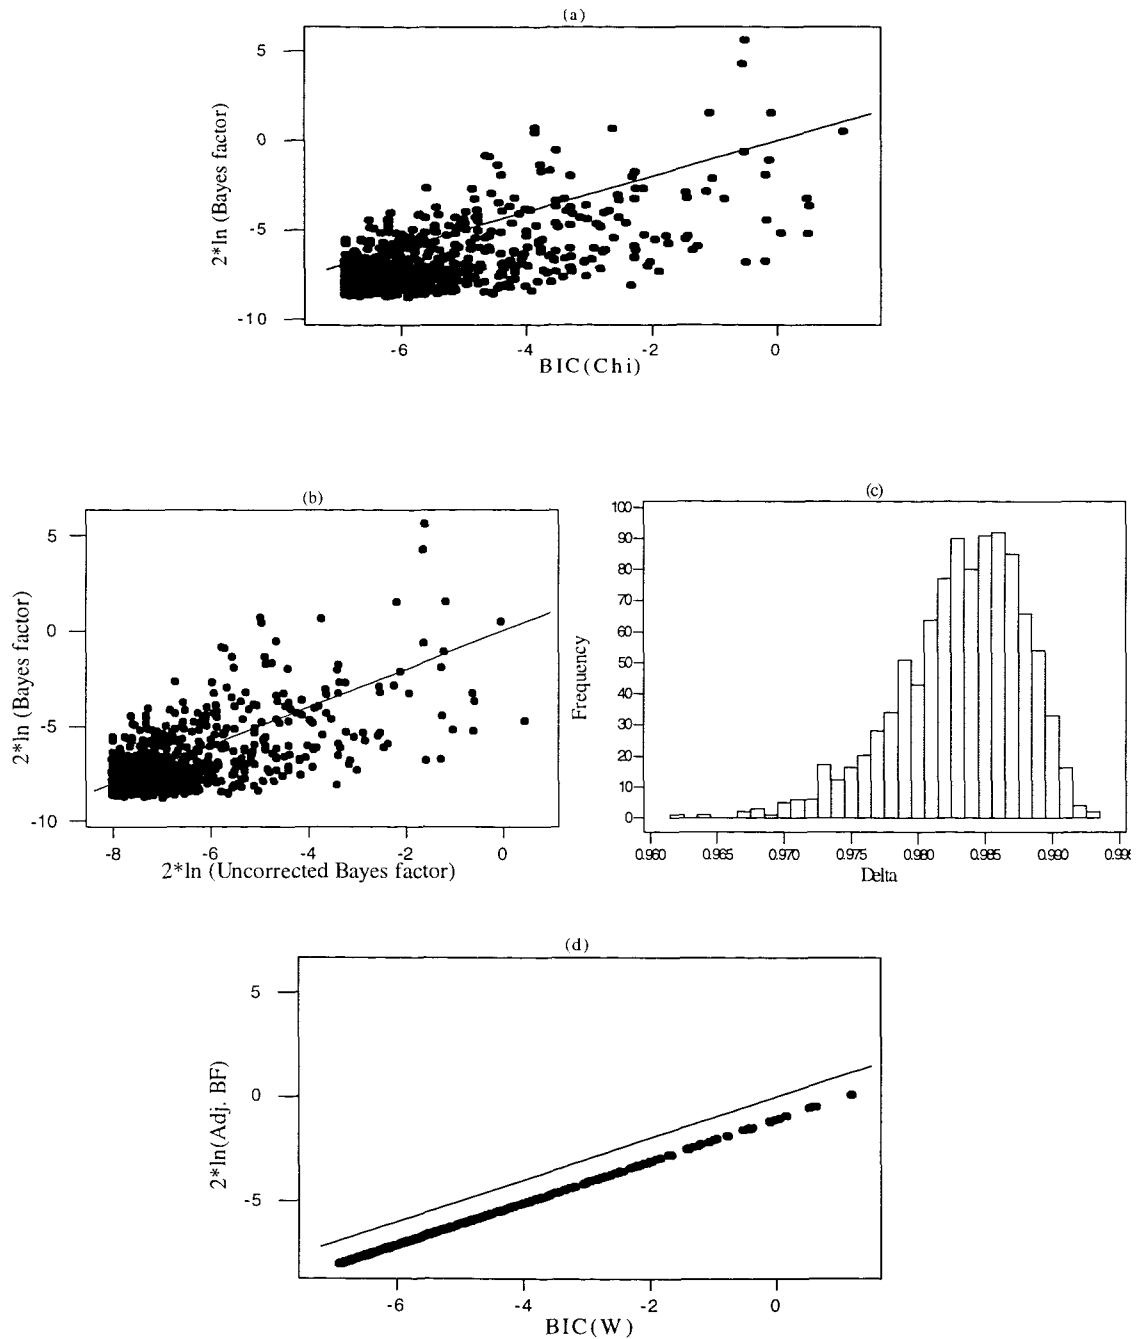 (a)
5
0
-5
-10
2*ln (Bayes factor)
-6 -4 -2 0
BIC(Chi)
(b)
5
0
-5
-10
2*ln (Bayes factor)
-8 -6 -4 -2 0
2*ln (Uncorrected Bayes factor)
(c)
100
90
80
70
60
50
40
30
20
10
0
Frequency
0.960 0.965 0.970 0.975 0.980 0.985 0.990
Delta
(d)
5
0
-5
2*ln(Adj. BF)
-6 -4 -2 0
BIC(W)